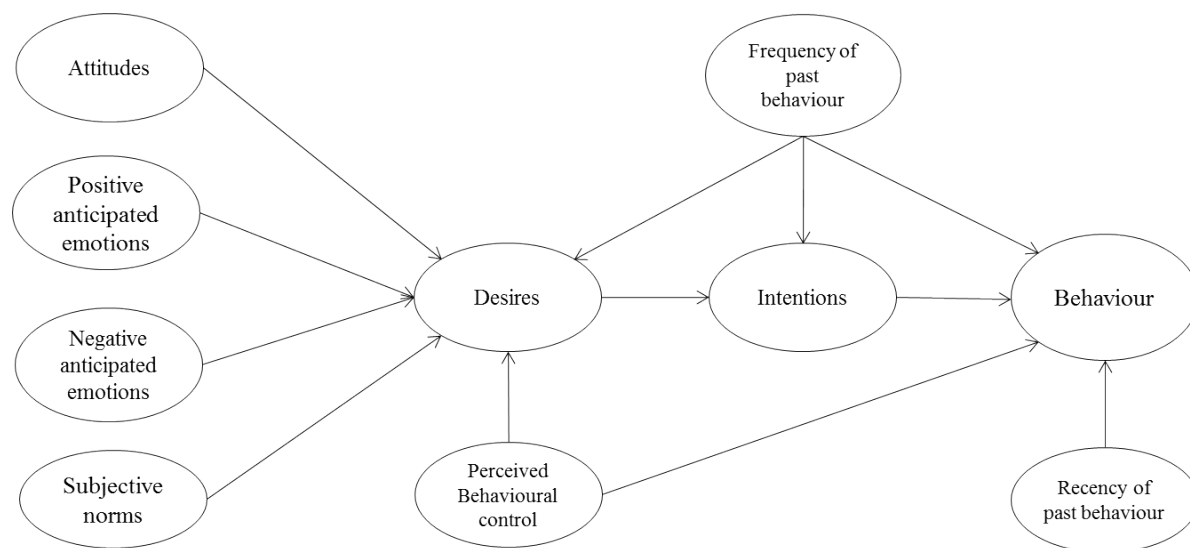 Attitudes
Frequency of
past
behaviour
Positive
anticipated
emotions
Desires
Intentions
Behaviour
Negative
anticipated
emotions
Subjective
norms
Perceived
Behavioural
control
Recency of
past behaviour